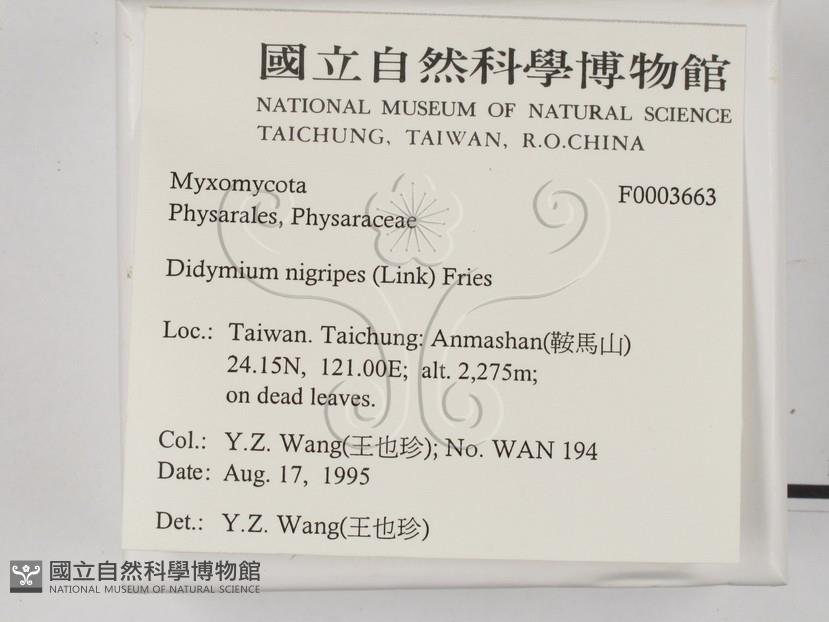 國立自然科學博物館
NATIONAL MUSEUM OF NATURAL SCIENCE
TAICHUNG, TAIWAN, R.O.CHINA
Myxomycota
F0003663
Physarales, Physaraceae
Didymium nigripes (Link) Fries
Loc.: Taiwan. Taichung: Anmashan(鞍馬山)
24.15N, 121.00E; alt. 2,275m;
on dead leaves.
Col.: Y.Z. Wang(王也珍); No. WAN 194
Date: Aug. 17, 1995
Det.: Y.Z. Wang(王也珍)
國立自然科學博物館
NATIONAL MUSEUM OF NATURAL SCIENCE